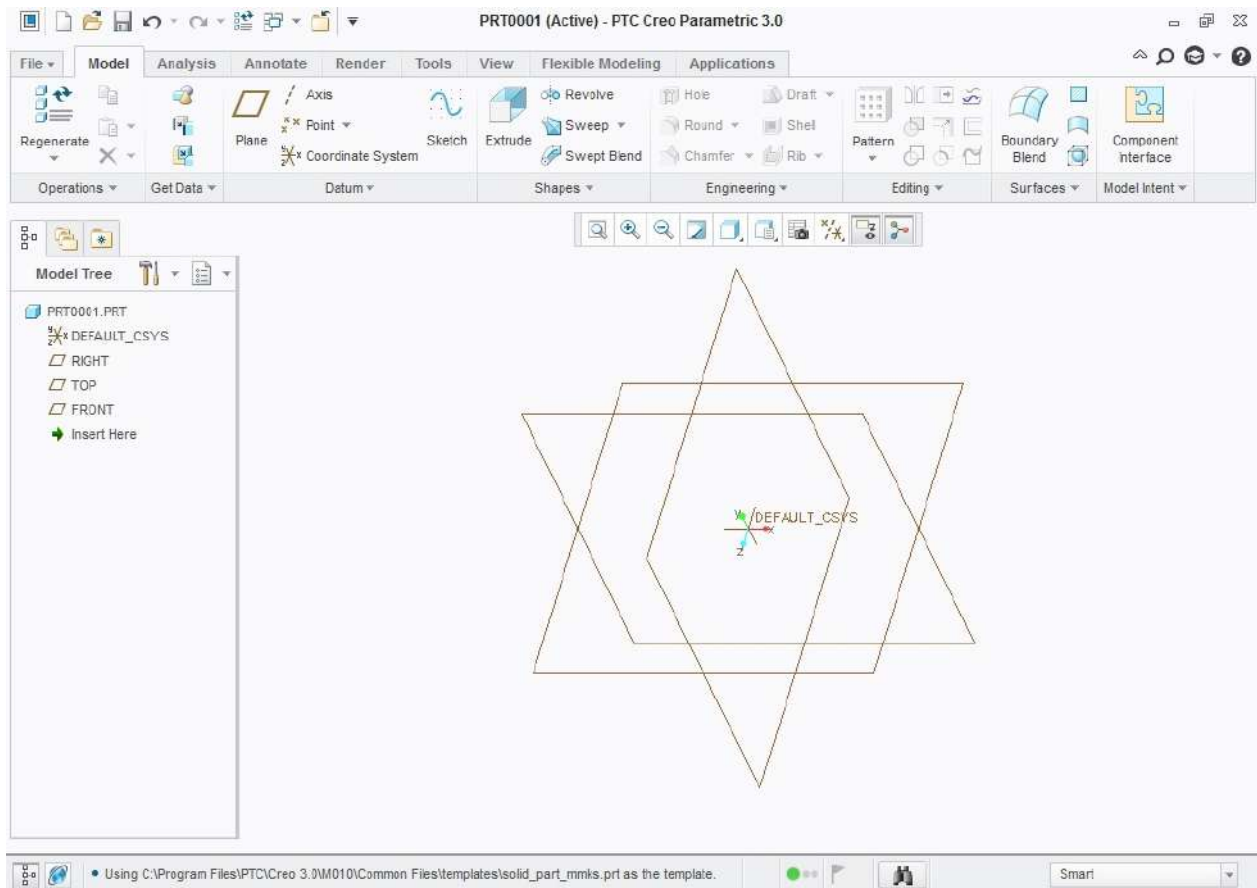 PRT0001 (Active) - PTC Creo Parametric 3.0
File Model Analysis Annotate Render Tools View Flexible Modeling Applications
Regenerate
Plane
Axis
Point
Coordinate System
Sketch
Extrude
Revolve
Sweep
Swept Blend
Hole
Round
Chamfer
Draft
Shell
Rib
Pattern
Boundary
Blend
Component
Interface
Operations Get Data Datum Shapes Engineering Editing Surfaces Model Intent
Model Tree
PRT0001.PRT
DEFAULT_CSYS
RIGHT
TOP
FRONT
Insert Here
Y DEFAULT_CSYS
X
Z
• Using C:\Program Files\PTC\Creo 3.0\M010\Common Files\templates\solid_part_mmks.prt as the template.
Smart